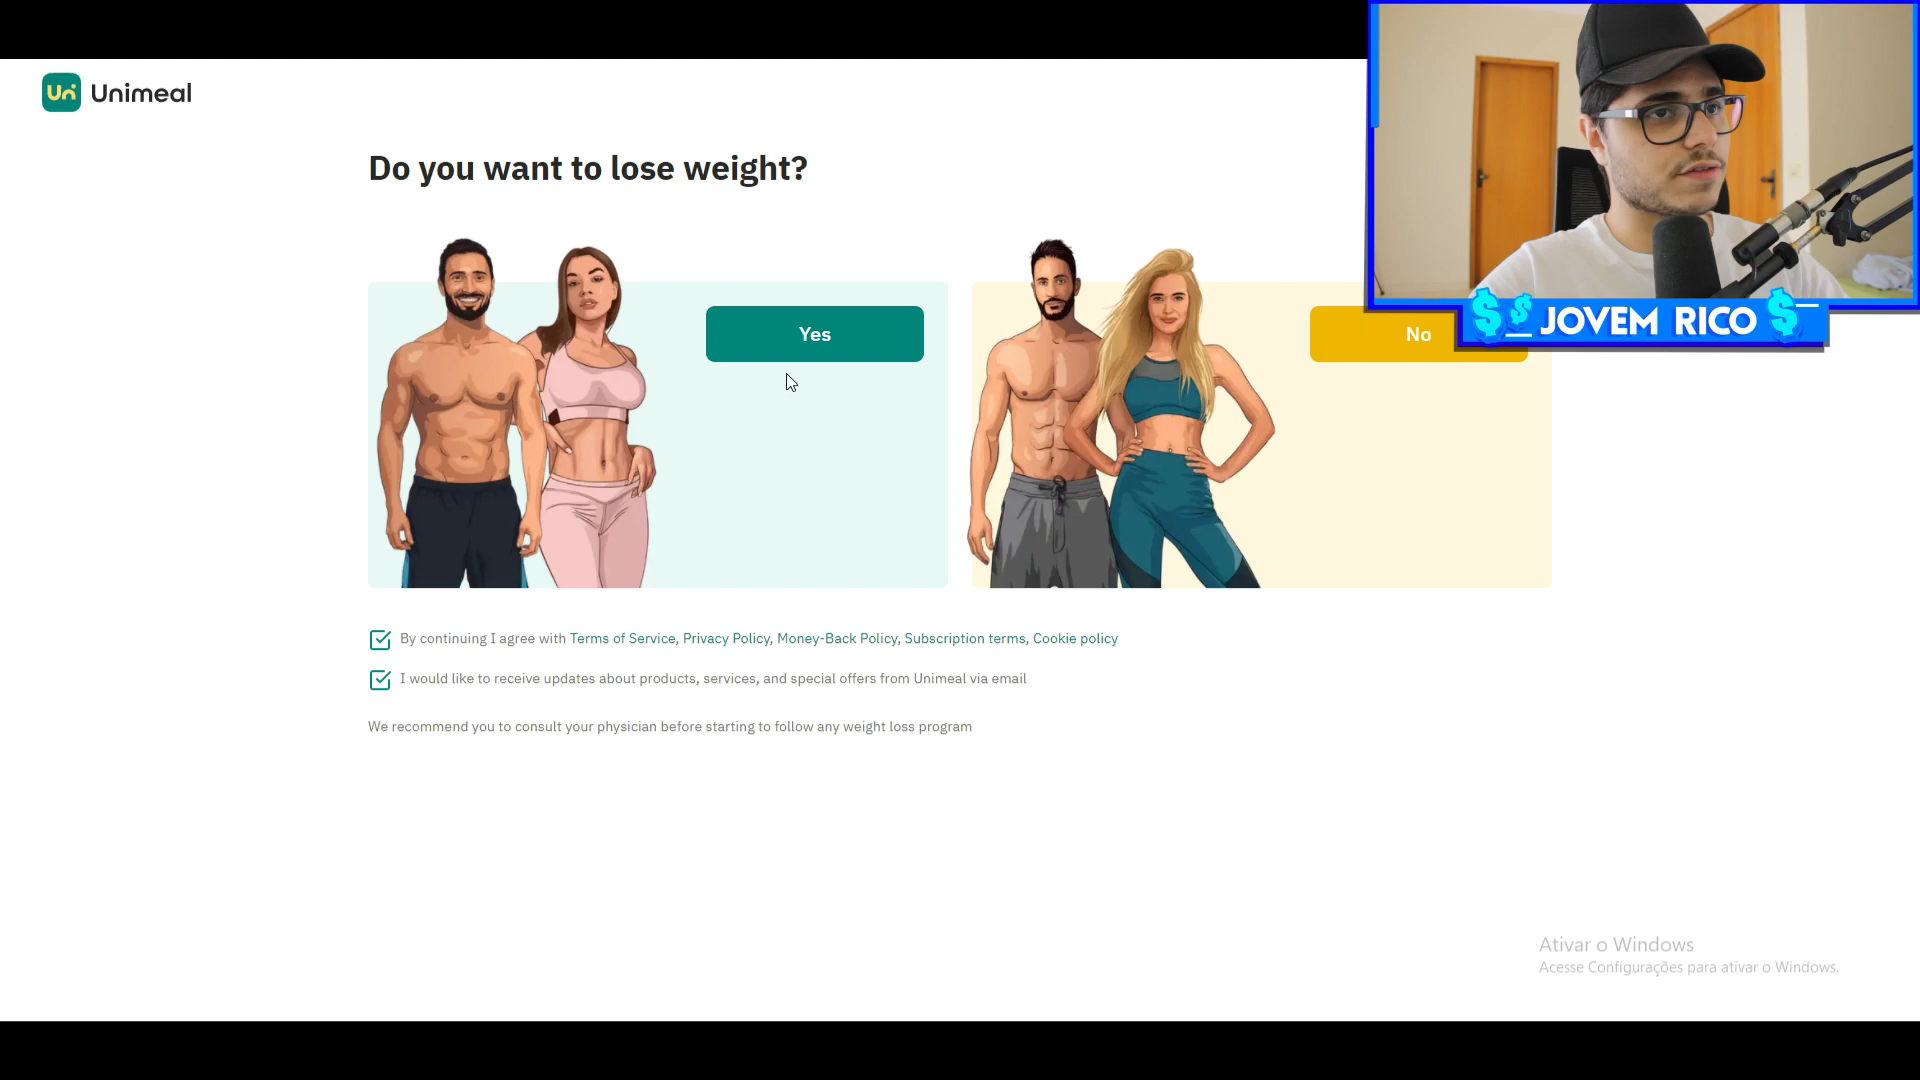 Un Unimeal
Do you want to lose weight?
Yes
No
$ $ JOVEM RICO $
By continuing I agree with Terms of Service, Privacy Policy, Money-Back Policy, Subscription terms, Cookie policy
I would like to receive updates about products, services, and special offers from Unimeal via email
We recommend you to consult your physician before starting to follow any weight loss program
Ativar o Windows
Acesse Configurações para ativar o Windows.